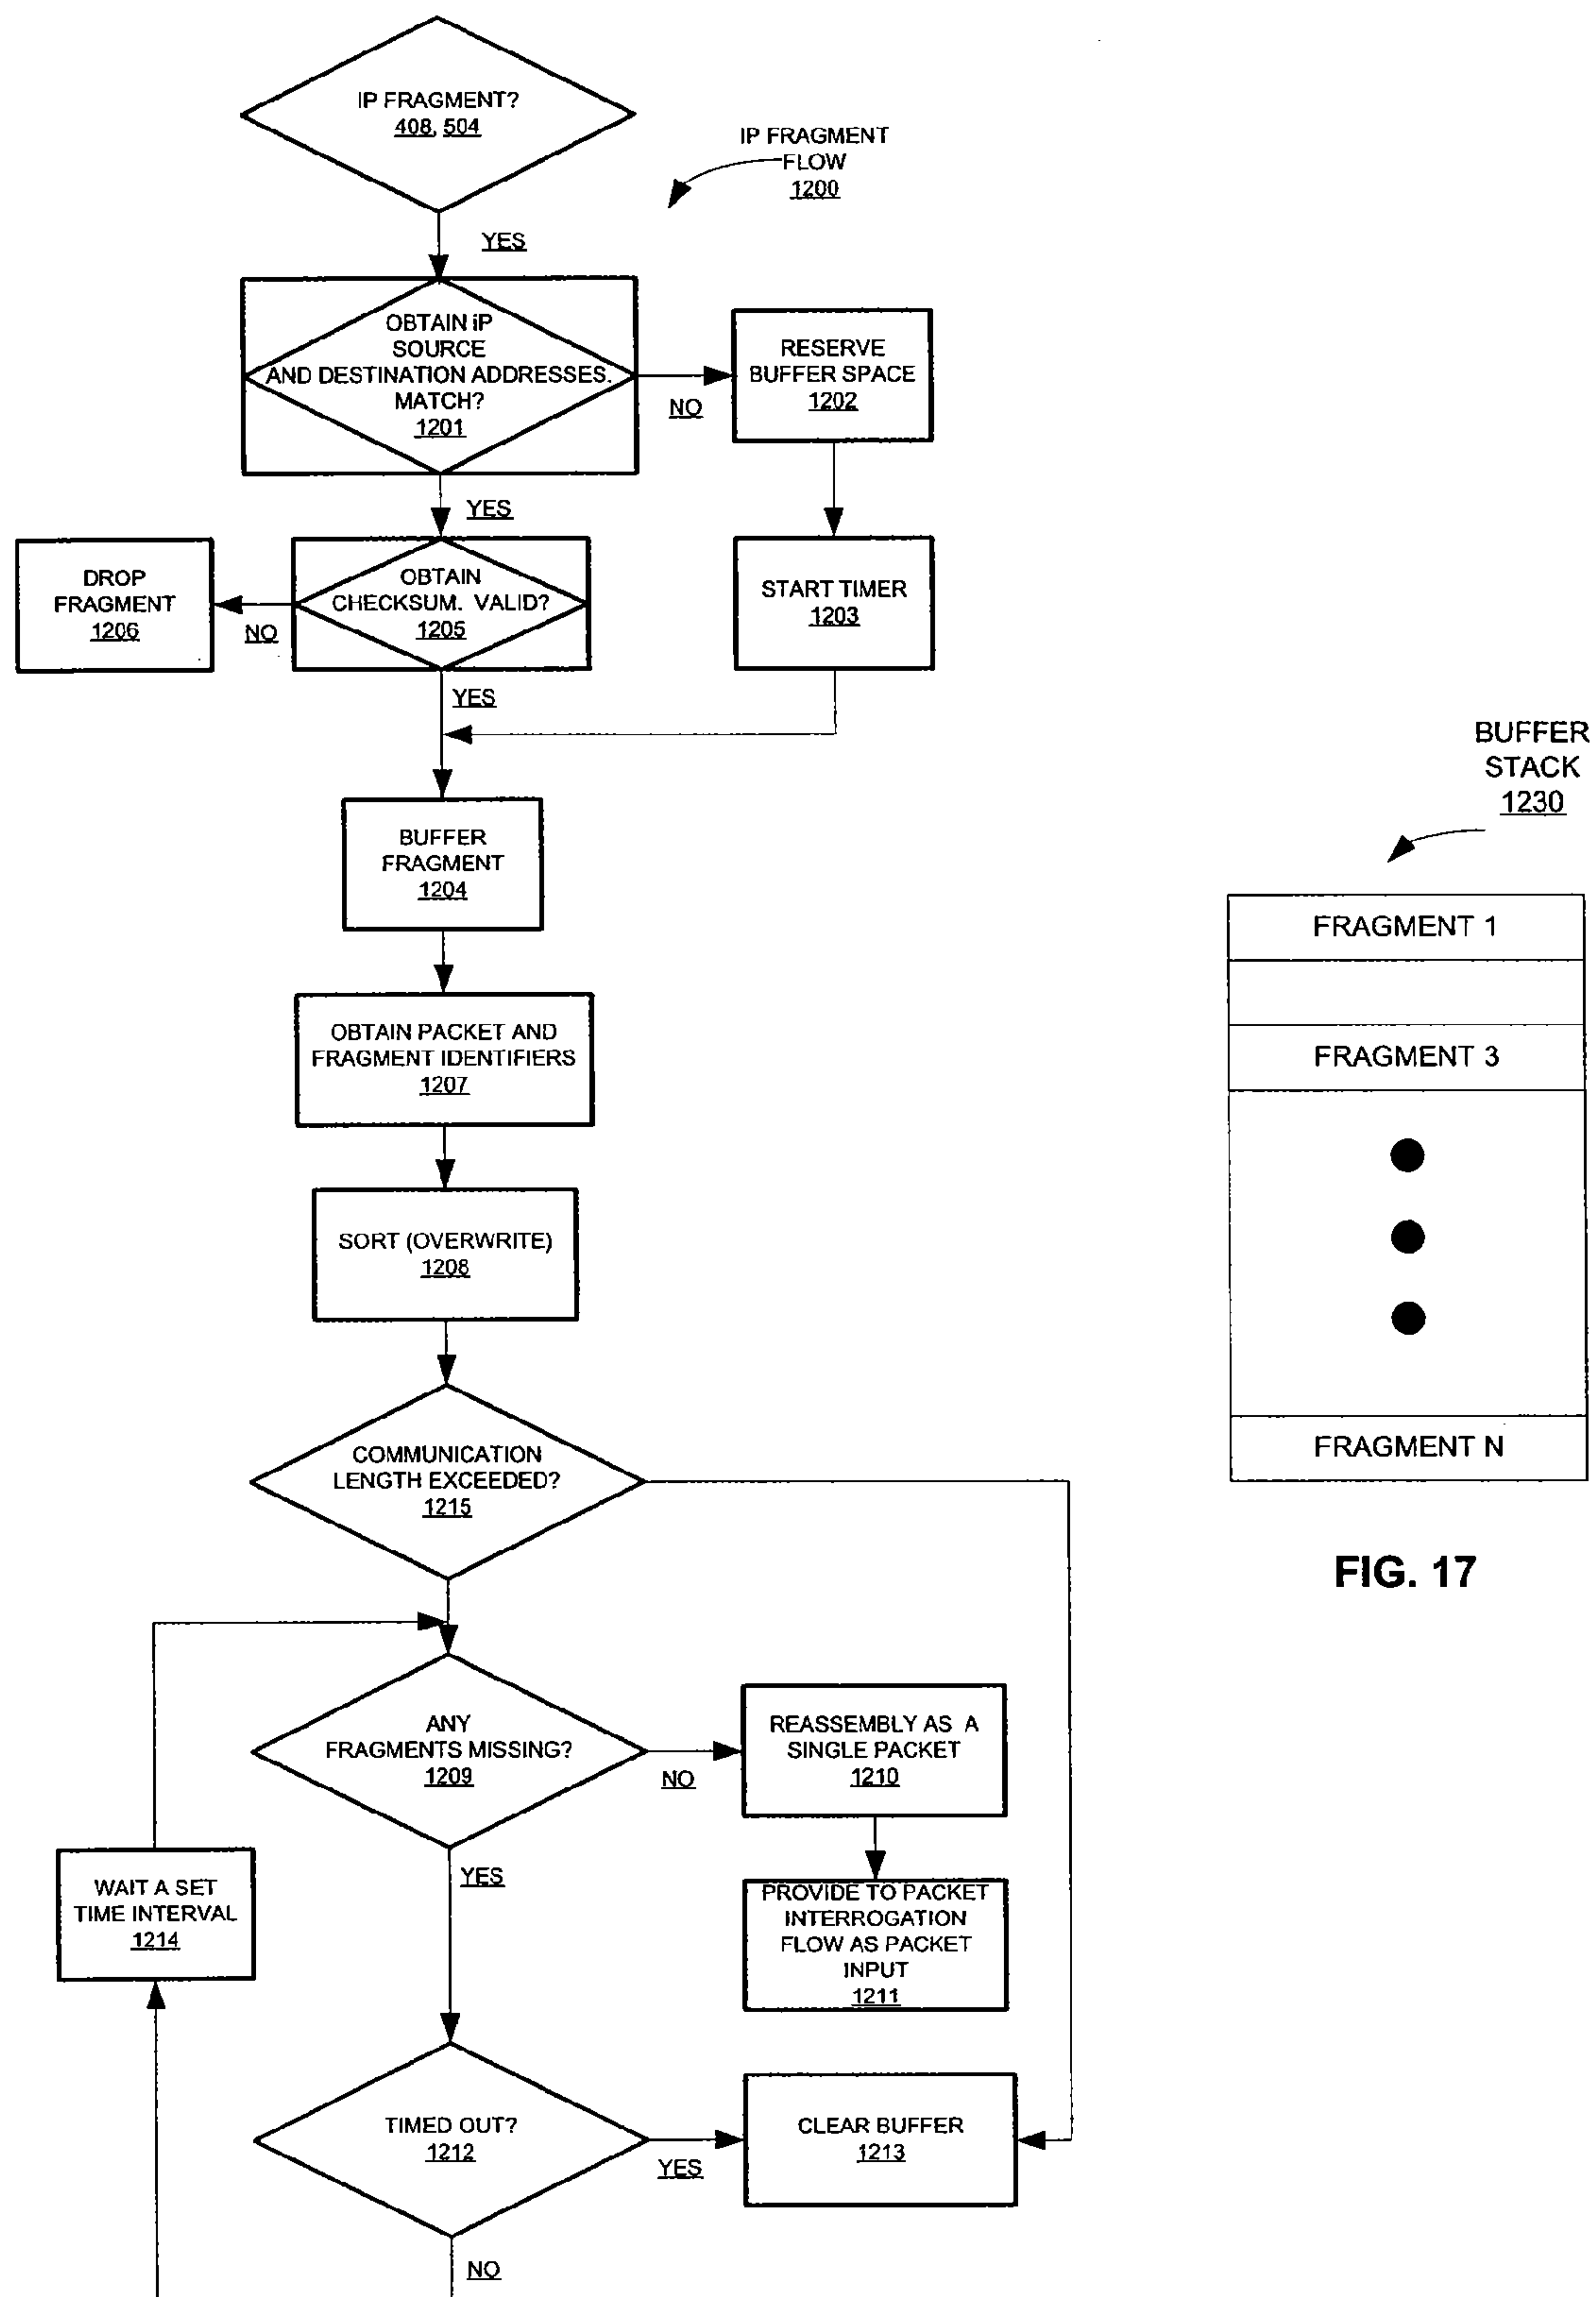 IP FRAGMENT?
408, 504
IP FRAGMENT
FLOW
1200
YES
OBTAIN IP
SOURCE
AND DESTINATION ADDRESSES.
MATCH?
1201
NO
RESERVE
BUFFER SPACE
1202
YES
DROP
FRAGMENT
1206
NO
OBTAIN
CHECKSUM. VALID?
1205
START TIMER
1203
YES
BUFFER
FRAGMENT
1204
OBTAIN PACKET AND
FRAGMENT IDENTIFIERS
1207
SORT (OVERWRITE)
1208
COMMUNICATION
LENGTH EXCEEDED?
1215
ANY
FRAGMENTS MISSING?
1209
NO
REASSEMBLY AS A
SINGLE PACKET
1210
YES
WAIT A SET
TIME INTERVAL
1214
PROVIDE TO PACKET
INTERROGATION
FLOW AS PACKET
INPUT
1211
TIMED OUT?
1212
YES
CLEAR BUFFER
1213
NO
BUFFER
STACK
1230
FRAGMENT 1
FRAGMENT 3
FRAGMENT N
FIG. 17